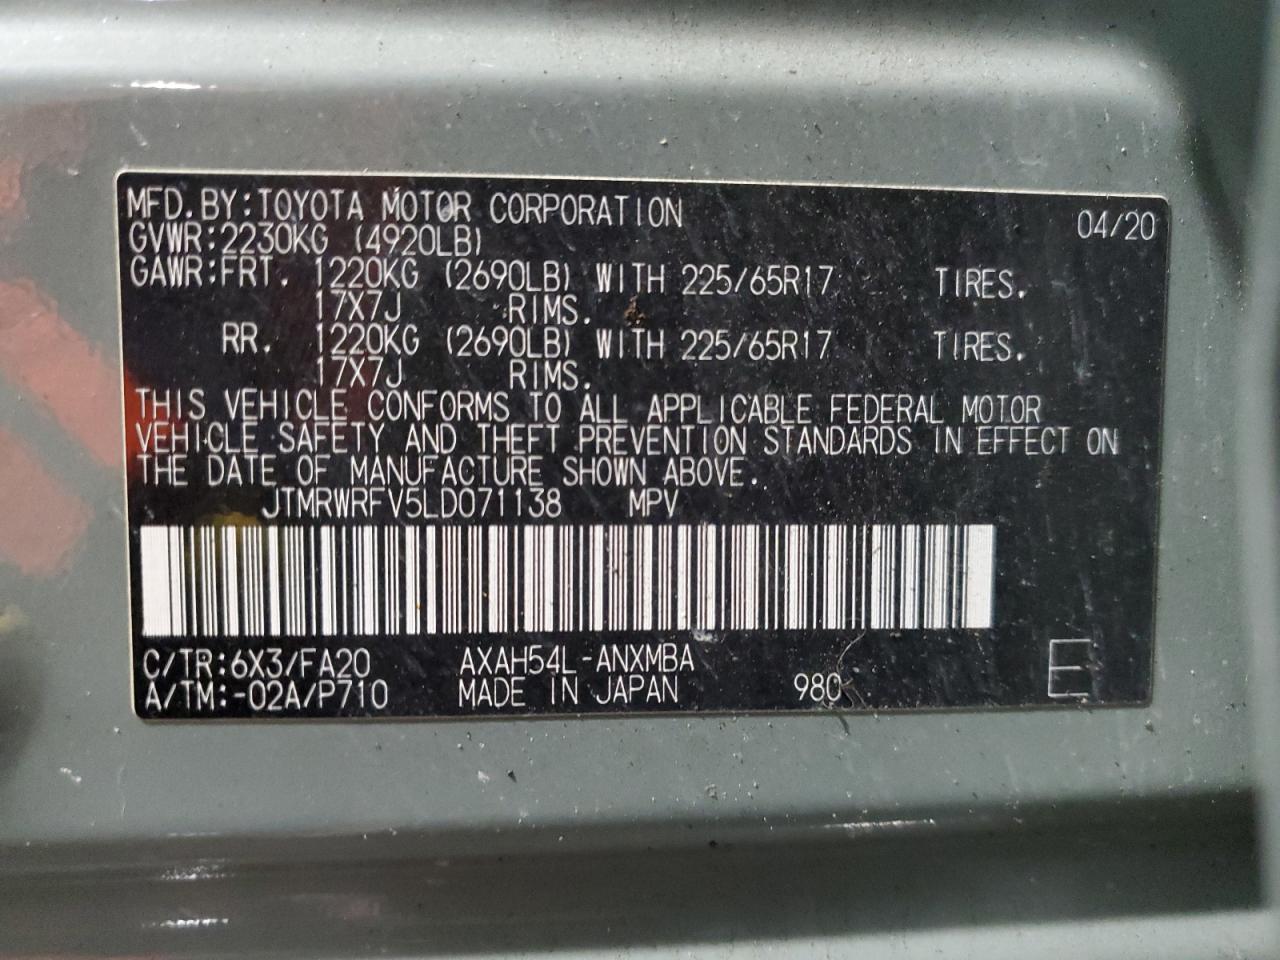 MFD.BY:TOYOTA MOTOR CORPORATION 04/20
GVWR:2230KG (4920LB)
GAWR:FRT. 1220KG (2690LB) WITH 225/65R17 TIRES.
17X7J RIMS.
RR. 1220KG (2690LB) WITH 225/65R17 TIRES.
17X7J RIMS.
THIS VEHICLE CONFORMS TO ALL APPLICABLE FEDERAL MOTOR
VEHICLE SAFETY AND THEFT PREVENTION STANDARDS IN EFFECT ON
THE DATE OF MANUFACTURE SHOWN ABOVE.
JTMRWRFV5LD071138 MPV
C/TR:6X3/FA20 AXAH54L-ANXMBA
A/TM:-02A/P710 MADE IN JAPAN 980
E